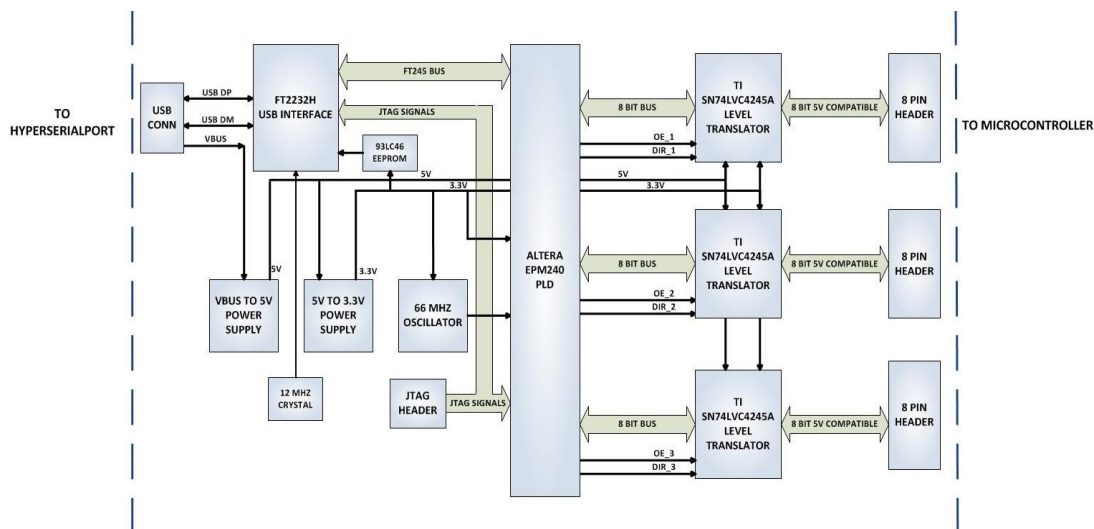 TO
HYPERSERIALPORT
USB
CONN
USB DP
USB DM
VBUS
FT2232H
USB INTERFACE
FT245 BUS
JTAG SIGNALS
93LC46
EEPROM
5V
3.3V
5V
VBUS TO 5V
POWER
SUPPLY
3.3V
5V TO 3.3V
POWER
SUPPLY
66 MHZ
OSCILLATOR
12 MHZ
CRYSTAL
JTAG
HEADER
JTAG SIGNALS
ALTERA
EPM240
PLD
8 BIT BUS
OE_1
DIR_1
5V
3.3V
TI
SN74LVC4245A
LEVEL
TRANSLATOR
8 BIT 5V COMPATIBLE
8 PIN
HEADER
8 BIT BUS
OE_2
DIR_2
TI
SN74LVC4245A
LEVEL
TRANSLATOR
8 BIT 5V COMPATIBLE
8 PIN
HEADER
8 BIT BUS
OE_3
DIR_3
TI
SN74LVC4245A
LEVEL
TRANSLATOR
8 BIT 5V COMPATIBLE
8 PIN
HEADER
TO MICROCONTROLLER